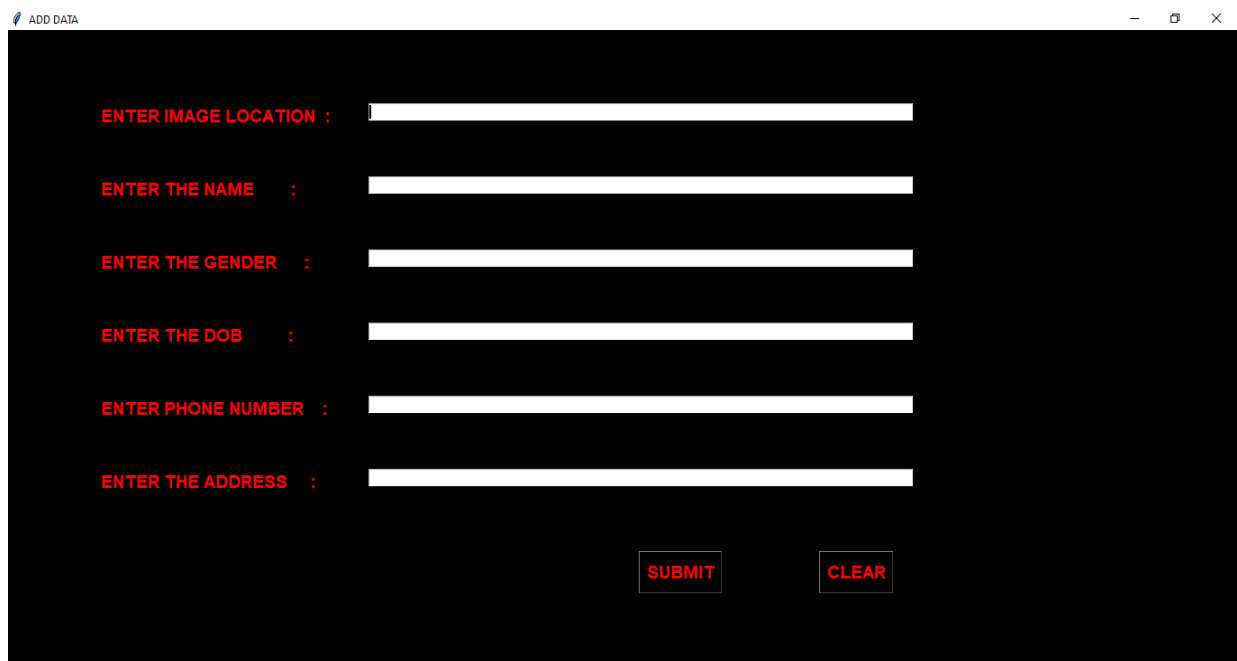 ADD DATA
ENTER IMAGE LOCATION :
ENTER THE NAME :
ENTER THE GENDER :
ENTER THE DOB :
ENTER PHONE NUMBER :
ENTER THE ADDRESS :
SUBMIT CLEAR